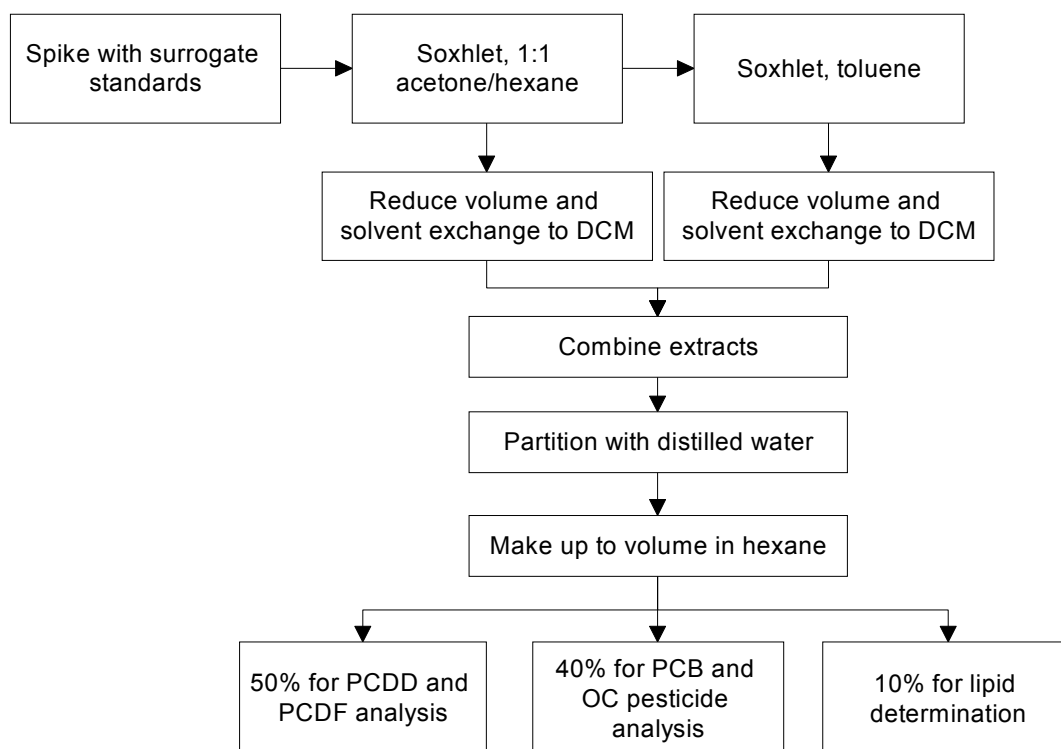 Spike with surrogate
standards
Soxhlet, 1:1
acetone/hexane
Soxhlet, toluene
Reduce volume and
solvent exchange to DCM
Reduce volume and
solvent exchange to DCM
Combine extracts
Partition with distilled water
Make up to volume in hexane
50% for PCDD and
PCDF analysis
40% for PCB and
OC pesticide
analysis
10% for lipid
determination